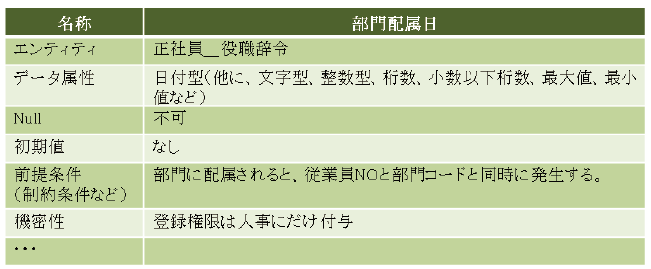 名称 部門配属日
エンティティ 正社員__役職辞令
データ属性 日付型(他に、文字型、整数型、桁数、小数以下桁数、最大値、最小
値など)
Null 不可
初期値 なし
前提条件 部門に配属されると、従業員NOと部門コードと同時に発生する。
(制約条件など)
機密性 登録権限は人事にだけ付与
・・・